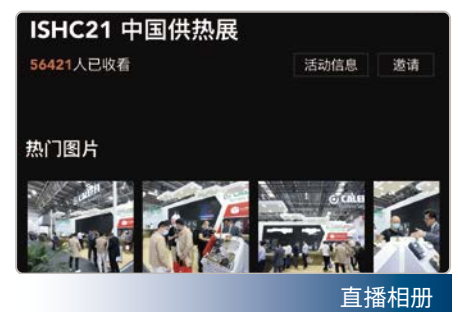 ISHC21 中国供热展
56421人已收看
活动信息
邀请
热门图片
CALEFFI
直播相册